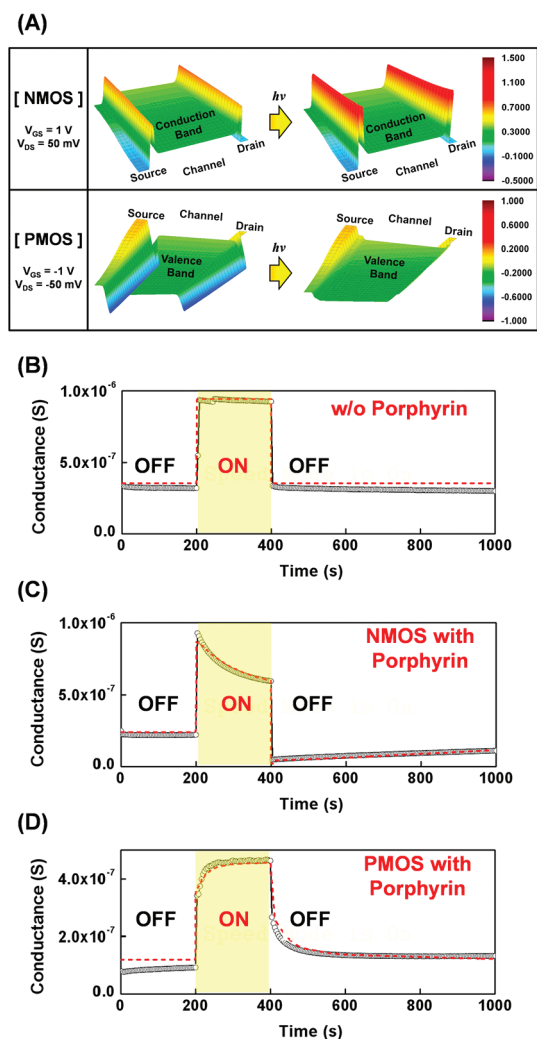 (A)
[ NMOS ]
V_GS = 1 V
V_DS = 50 mV
Conduction
Band
Source
Channel
Drain
hν
Conduction
Band
Source
Channel
Drain
1.500
1.100
0.7000
0.3000
-0.1000
-0.5000
[ PMOS ]
V_GS = -1 V
V_DS = -50 mV
Source
Channel
Drain
Valence
Band
hν
Source
Channel
Drain
Valence
Band
1.000
0.6000
0.2000
-0.2000
-0.6000
-1.000
(B)
Conductance (S)
1.0x10⁻⁶
5.0x10⁻⁷
0.0
w/o Porphyrin
OFF
ON
OFF
0 200 400 600 800 1000
Time (s)
(C)
Conductance (S)
1.0x10⁻⁶
5.0x10⁻⁷
0.0
NMOS with
Porphyrin
OFF
ON
OFF
0 200 400 600 800 1000
Time (s)
(D)
Conductance (S)
4.0x10⁻⁷
2.0x10⁻⁷
0.0
PMOS with
Porphyrin
OFF
ON
OFF
0 200 400 600 800 1000
Time (s)